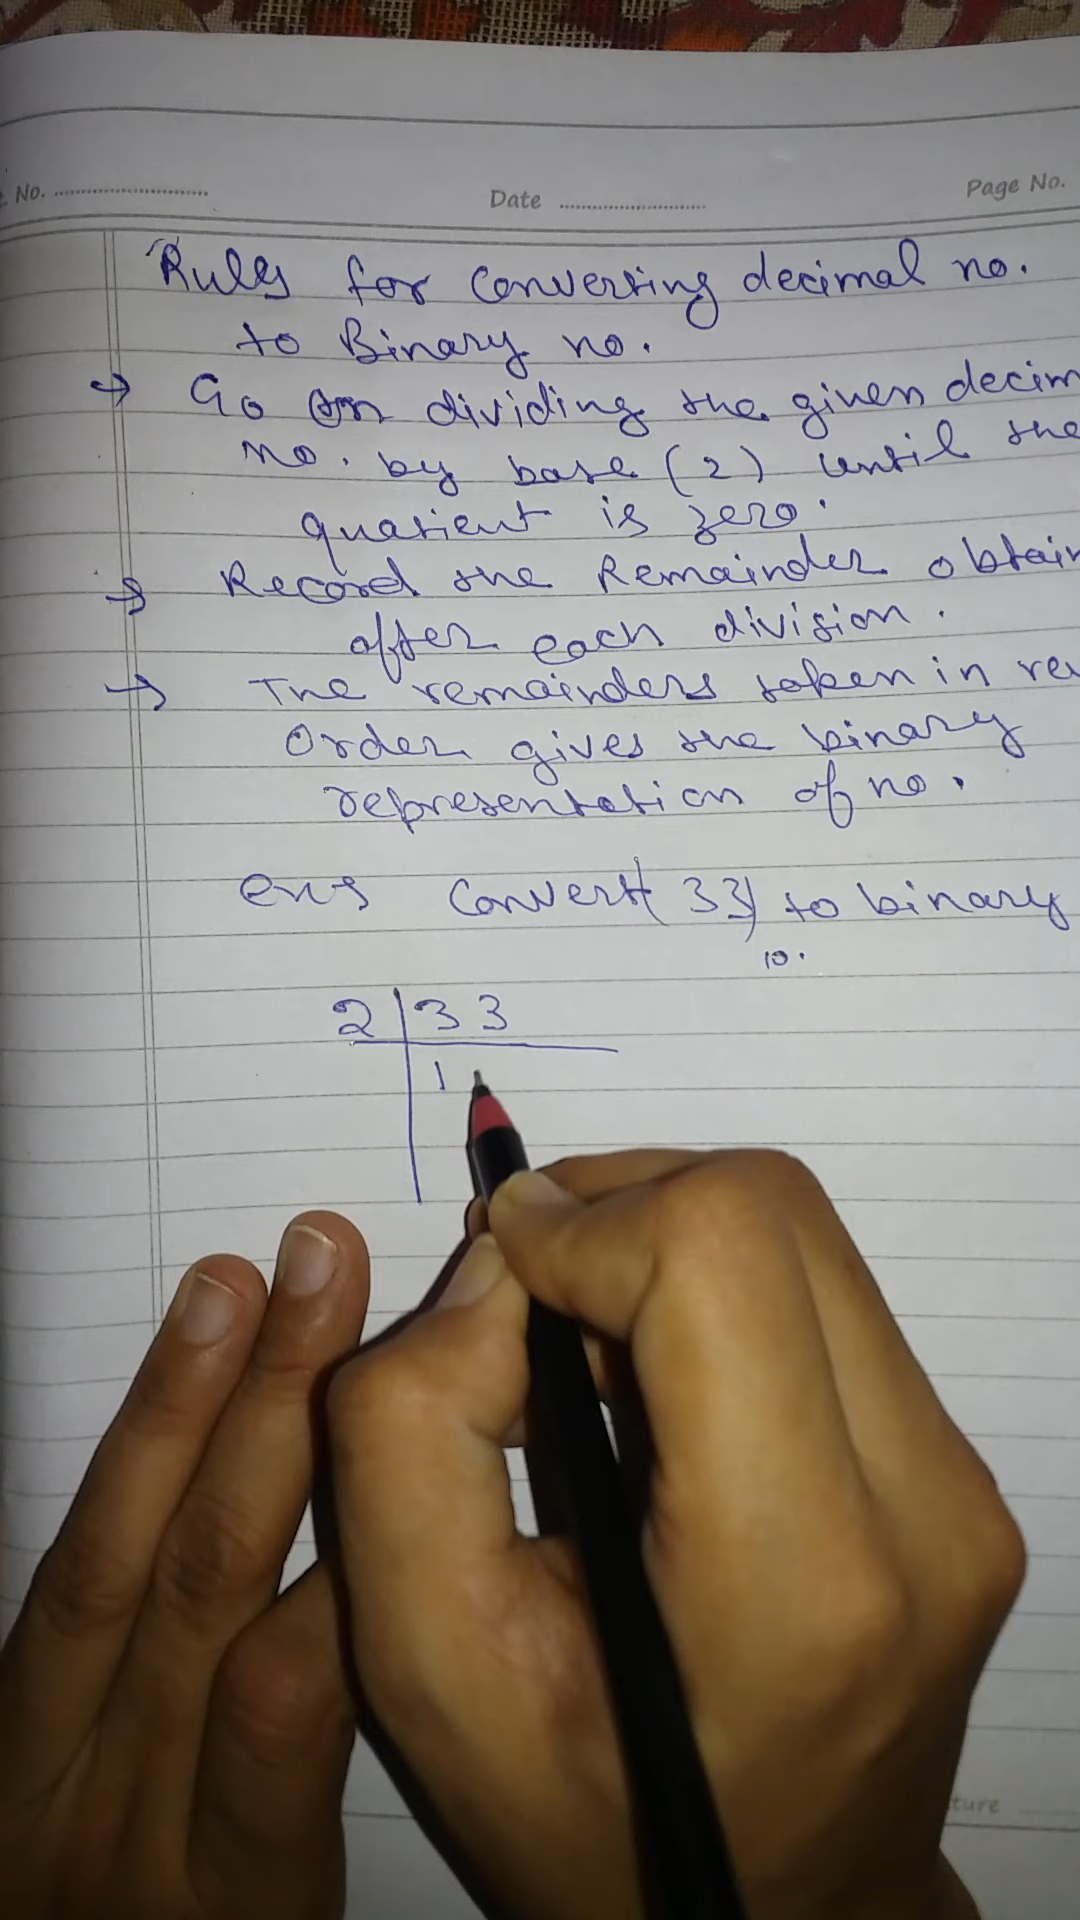 . No.
Date
Page No.
Rules for converting decimal no.
to Binary no.
→ Go on dividing the given decim
no. by base (2) until the
quatient is zero.
→ Record the Remainder obtain
after each division.
→ The remainders taken in re
Order gives the binary
representation of no.
Convert (33)10. to binary
2 | 33
1
ture